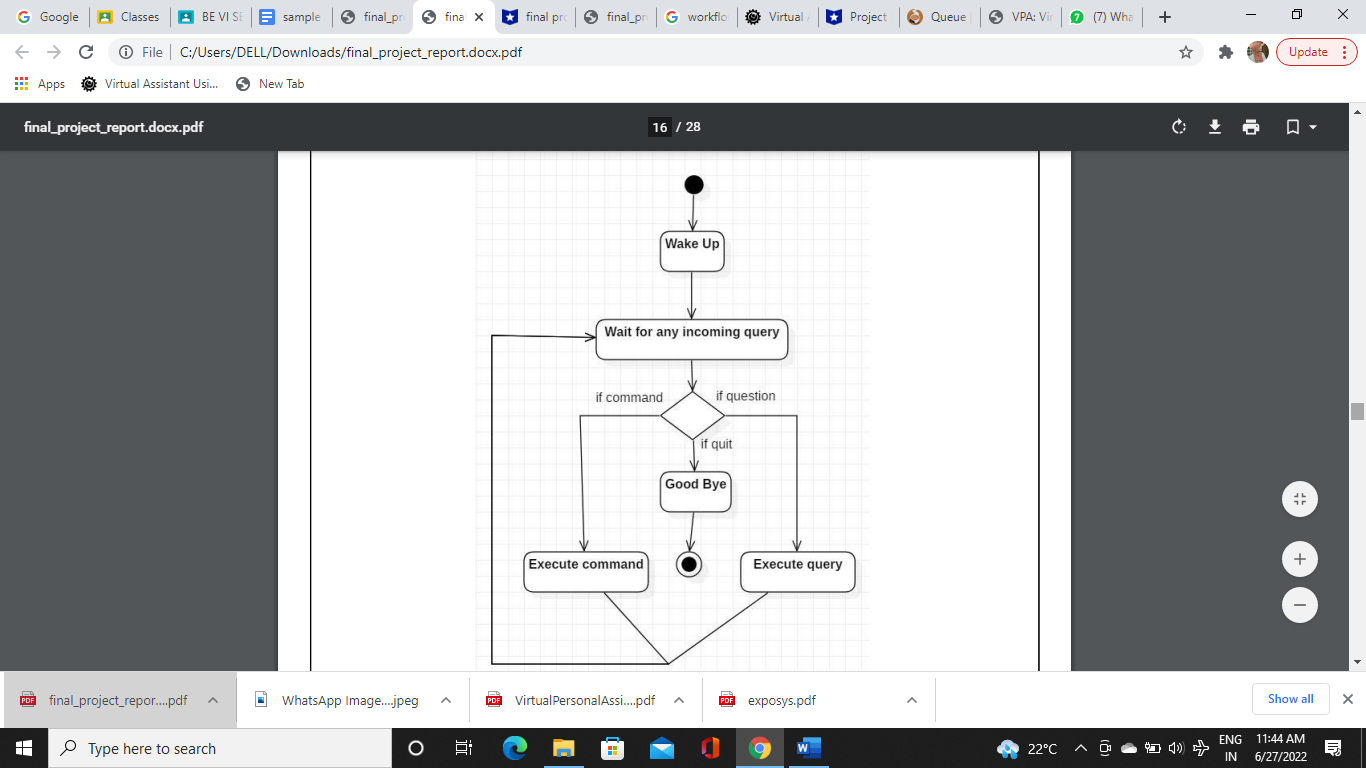 Google
Classes
BE VI SE
sample
final_pr
final
final pro
final_pr
workflo
Virtual A
Project
Queue
VPA: Vir
(7) Wha
File
C:/Users/DELL/Downloads/final_project_report.docx.pdf
Update
Apps
Virtual Assistant Usi...
New Tab
final_project_report.docx.pdf
16 / 28
Wake Up
Wait for any incoming query
if command
if question
if quit
Good Bye
Execute command
Execute query
final_project_repor....pdf
WhatsApp Image....jpeg
VirtualPersonalAssi....pdf
exposys.pdf
Show all
Type here to search
22°C
ENG
IN
11:44 AM
6/27/2022